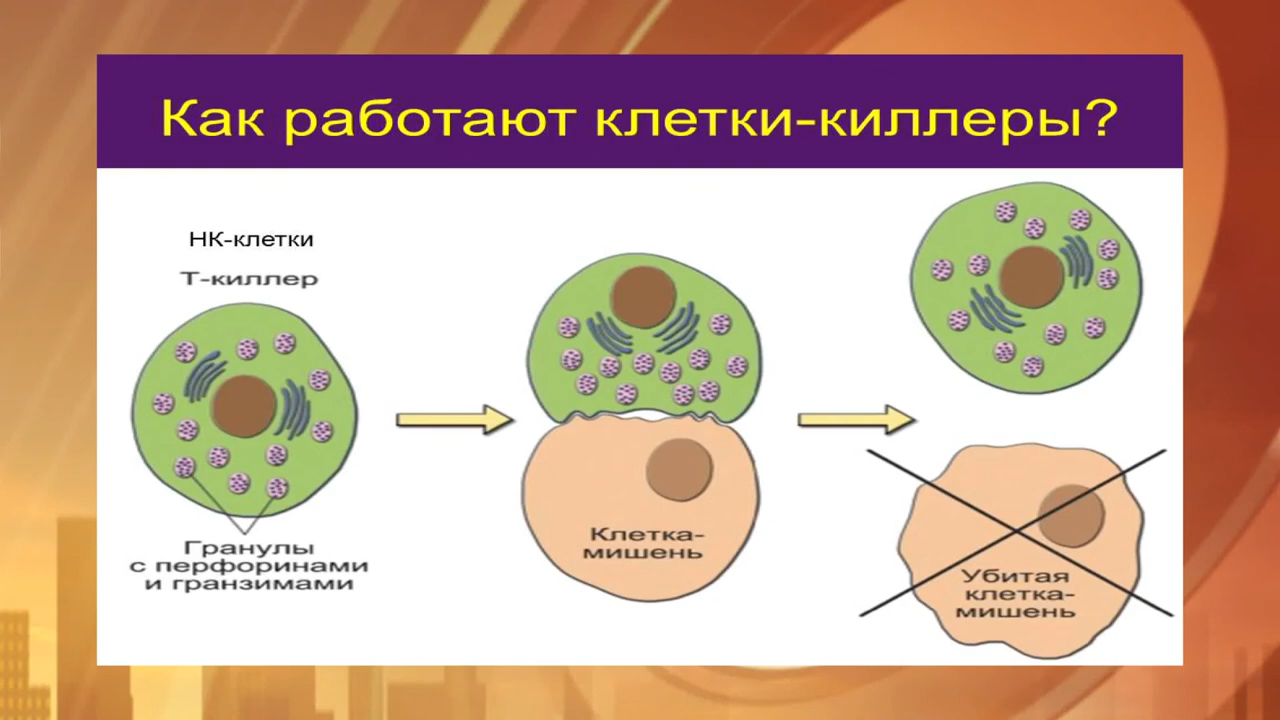 Как работают клетки-киллеры?
НК-клетки
Т-киллер
Гранулы
с перфоринами
и гранзимами
Клетка-
мишень
Убитая
клетка-
мишень